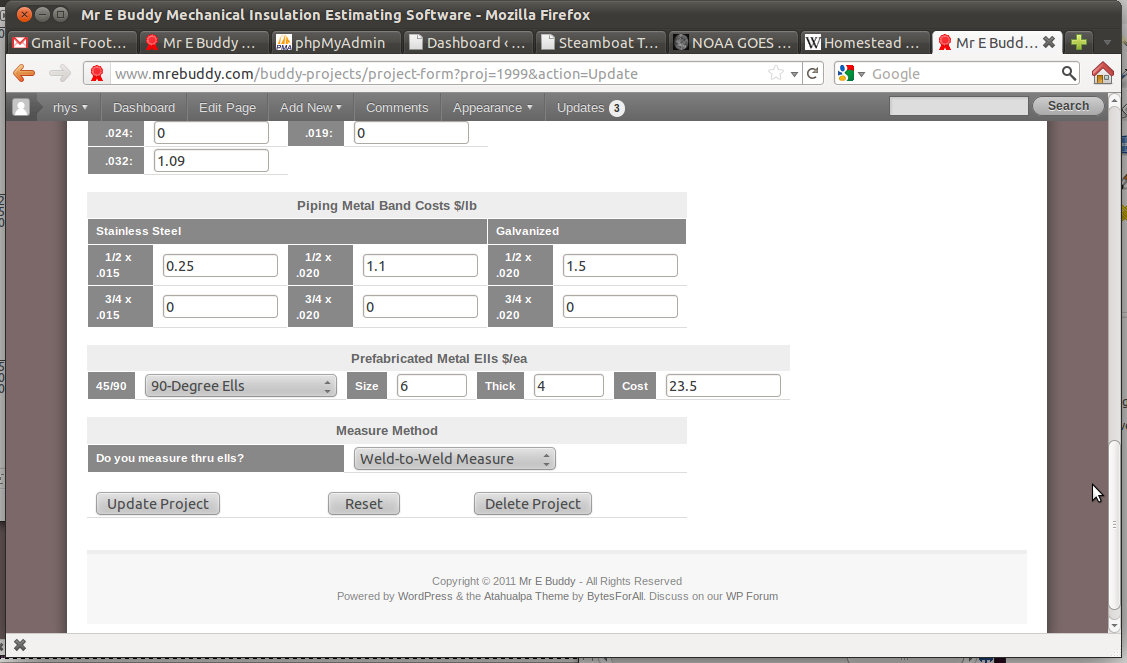 Mr E Buddy Mechanical Insulation Estimating Software - Mozilla Firefox
Gmail - Foot... Mr E Buddy ... phpMyAdmin Dashboard ‹ ... Steamboat T... NOAA GOES ... Homestead ... Mr E Budd...
www.mrebuddy.com/buddy-projects/project-form?proj=1999&action=Update Google
rhys Dashboard Edit Page Add New Comments Appearance Updates 3 Search
.024: 0 .019: 0
.032: 1.09
Piping Metal Band Costs $/lb
Stainless Steel Galvanized
1/2 x .015 0.25 1/2 x .020 1.1 1/2 x .020 1.5
3/4 x .015 0 3/4 x .020 0 3/4 x .020 0
Prefabricated Metal Ells $/ea
45/90 90-Degree Ells Size 6 Thick 4 Cost 23.5
Measure Method
Do you measure thru ells? Weld-to-Weld Measure
Update Project Reset Delete Project
Copyright © 2011 Mr E Buddy - All Rights Reserved
Powered by WordPress & the Atahualpa Theme by BytesForAll. Discuss on our WP Forum